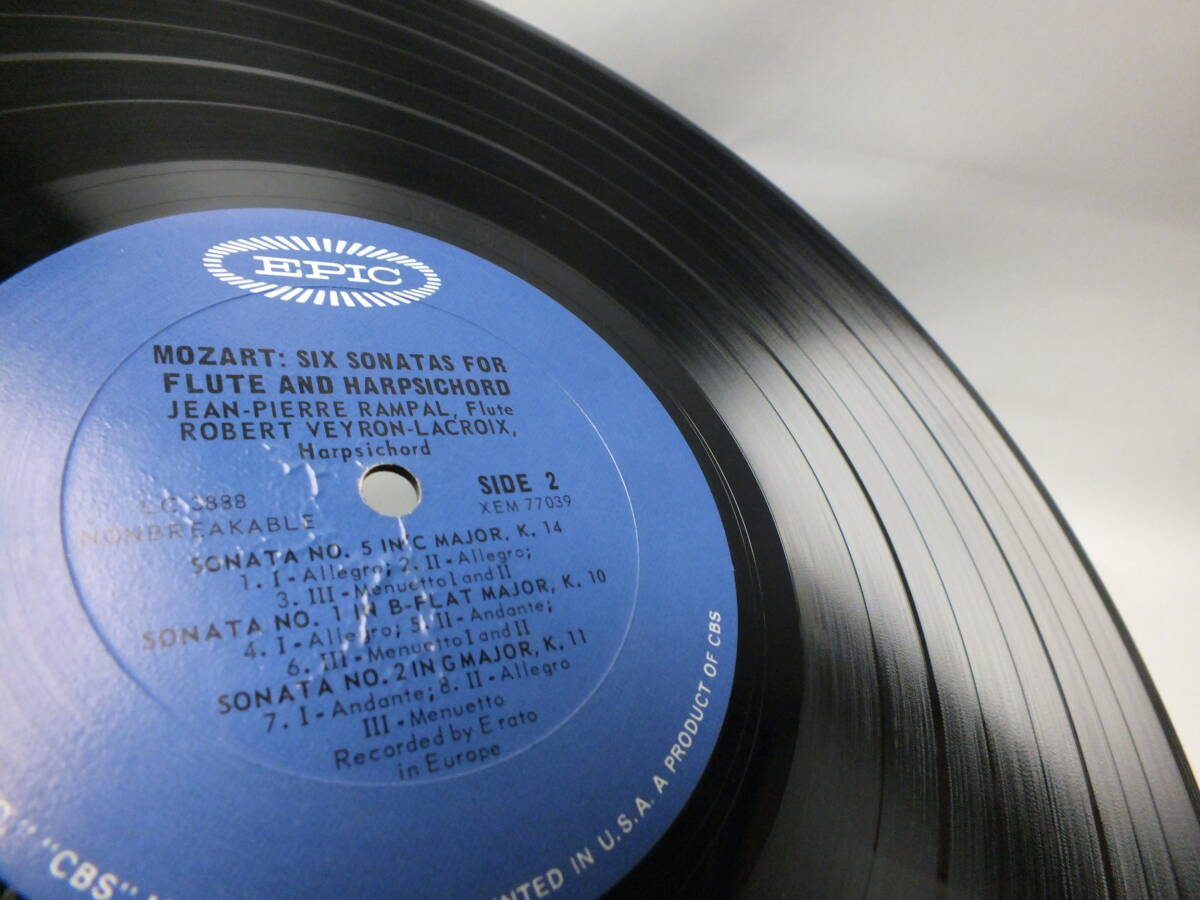 EPIC
MOZART: SIX SONATAS FOR
FLUTE AND HARPSICHORD
JEAN-PIERRE RAMPAL, Flute
ROBERT VEYRON-LACROIX,
Harpsichord
LC 3888
NONBREAKABLE
SIDE 2
XEM 77039
SONATA NO. 5 IN C MAJOR, K. 14
1. I - Allegro; 2. II - Allegro;
3. III - Menuetto I and II
SONATA NO. 1 IN B-FLAT MAJOR, K. 10
4. I - Allegro; 5. II - Andante;
6. III - Menuetto I and II
SONATA NO. 2 IN G MAJOR, K. 11
7. I - Andante; 8. II - Allegro
III - Menuetto
Recorded by Erato
in Europe
"CBS"
IN U.S.A. A PRODUCT OF CBS